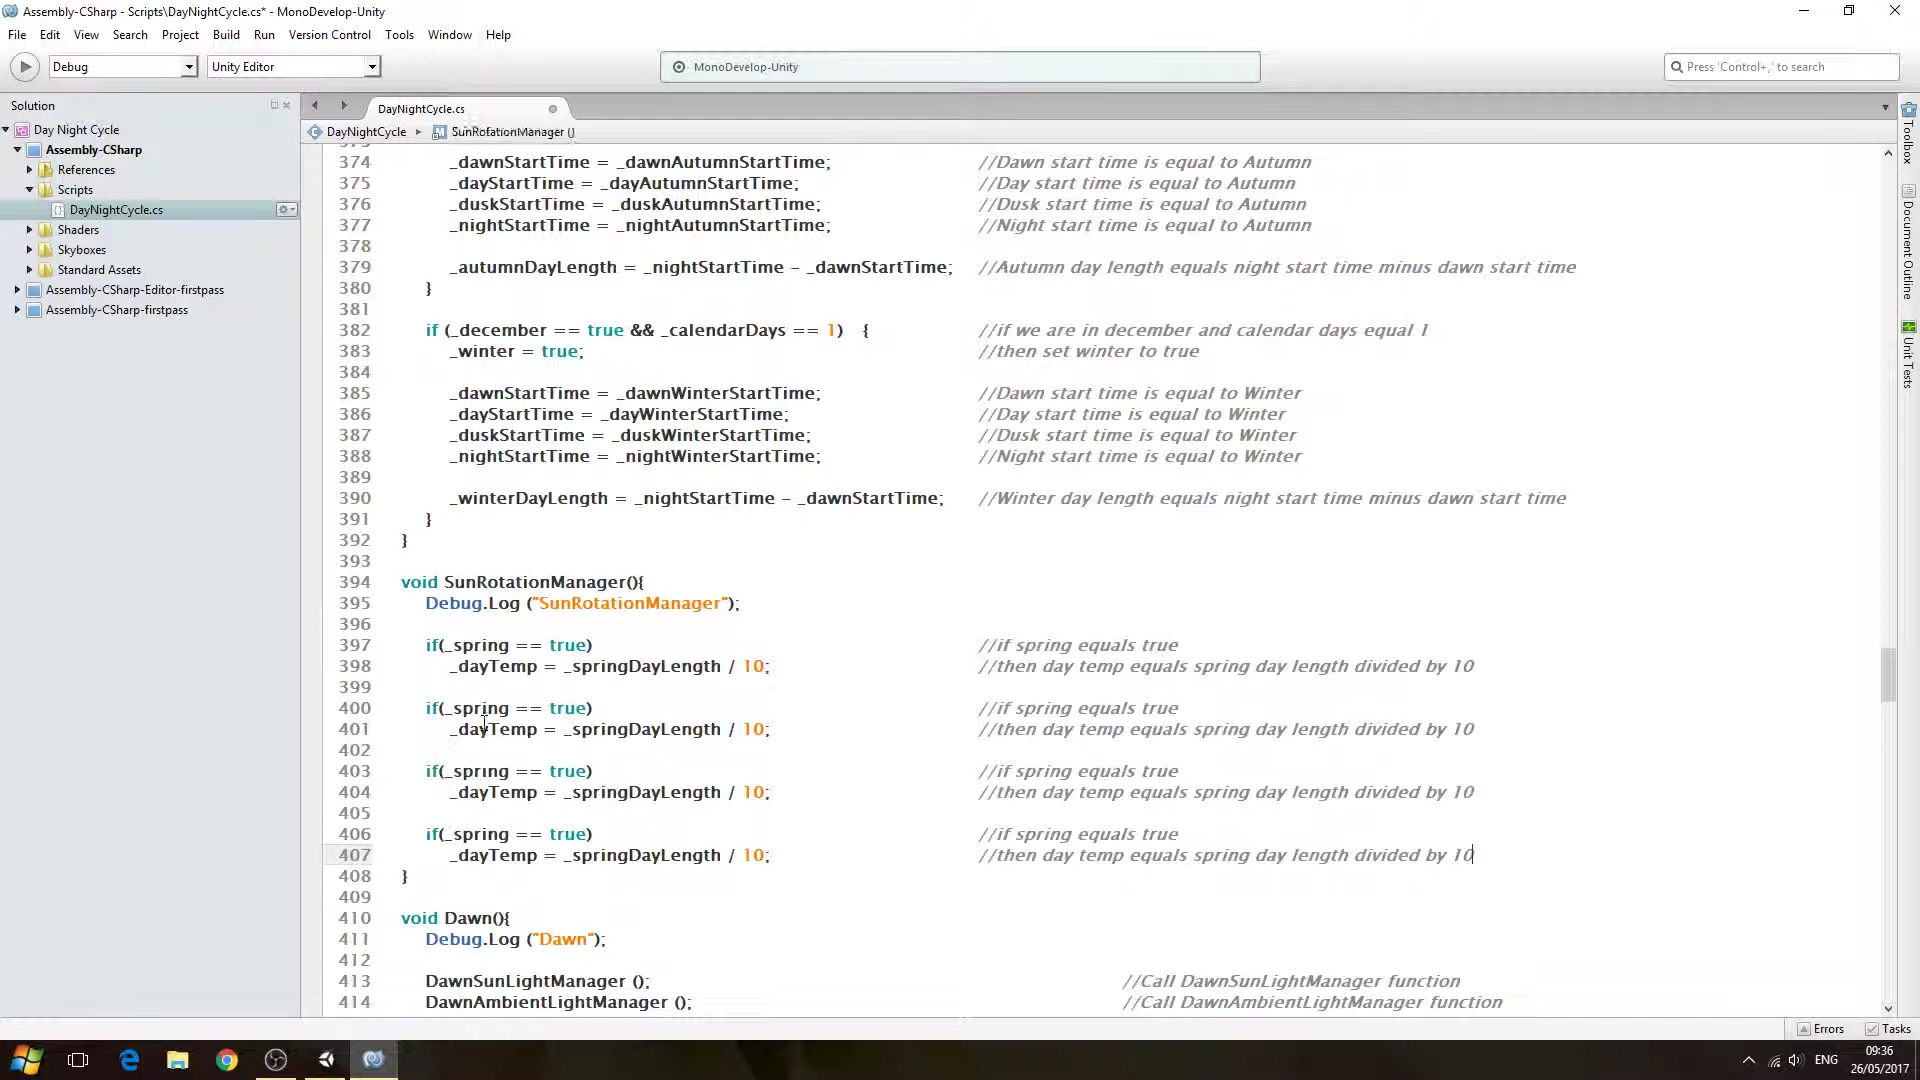 Assembly-CSharp - Scripts\DayNightCycle.cs* - MonoDevelop-Unity
File Edit View Search Project Build Run Version Control Tools Window Help
Debug Unity Editor MonoDevelop-Unity Press 'Control+,' to search
Solution
Day Night Cycle
Assembly-CSharp
References
Scripts
DayNightCycle.cs
Shaders
Skyboxes
Standard Assets
Assembly-CSharp-Editor-firstpass
Assembly-CSharp-firstpass
DayNightCycle.cs
DayNightCycle SunRotationManager ()
374 _dawnStartTime = _dawnAutumnStartTime; //Dawn start time is equal to Autumn
375 _dayStartTime = _dayAutumnStartTime; //Day start time is equal to Autumn
376 _duskStartTime = _duskAutumnStartTime; //Dusk start time is equal to Autumn
377 _nightStartTime = _nightAutumnStartTime; //Night start time is equal to Autumn
378
379 _autumnDayLength = _nightStartTime - _dawnStartTime; //Autumn day length equals night start time minus dawn start time
380 }
381
382 if (_december == true && _calendarDays == 1) { //if we are in december and calendar days equal 1
383 _winter = true; //then set winter to true
384
385 _dawnStartTime = _dawnWinterStartTime; //Dawn start time is equal to Winter
386 _dayStartTime = _dayWinterStartTime; //Day start time is equal to Winter
387 _duskStartTime = _duskWinterStartTime; //Dusk start time is equal to Winter
388 _nightStartTime = _nightWinterStartTime; //Night start time is equal to Winter
389
390 _winterDayLength = _nightStartTime - _dawnStartTime; //Winter day length equals night start time minus dawn start time
391 }
392 }
393
394 void SunRotationManager(){
395 Debug.Log ("SunRotationManager");
396
397 if(_spring == true) //if spring equals true
398 _dayTemp = _springDayLength / 10; //then day temp equals spring day length divided by 10
399
400 if(_spring == true) //if spring equals true
401 _dayTemp = _springDayLength / 10; //then day temp equals spring day length divided by 10
402
403 if(_spring == true) //if spring equals true
404 _dayTemp = _springDayLength / 10; //then day temp equals spring day length divided by 10
405
406 if(_spring == true) //if spring equals true
407 _dayTemp = _springDayLength / 10; //then day temp equals spring day length divided by 10
408 }
409
410 void Dawn(){
411 Debug.Log ("Dawn");
412
413 DawnSunLightManager (); //Call DawnSunLightManager function
414 DawnAmbientLightManager (); //Call DawnAmbientLightManager function
Toolbox
Document Outline
Unit Tests
Errors Tasks
ENG
09:36
26/05/2017